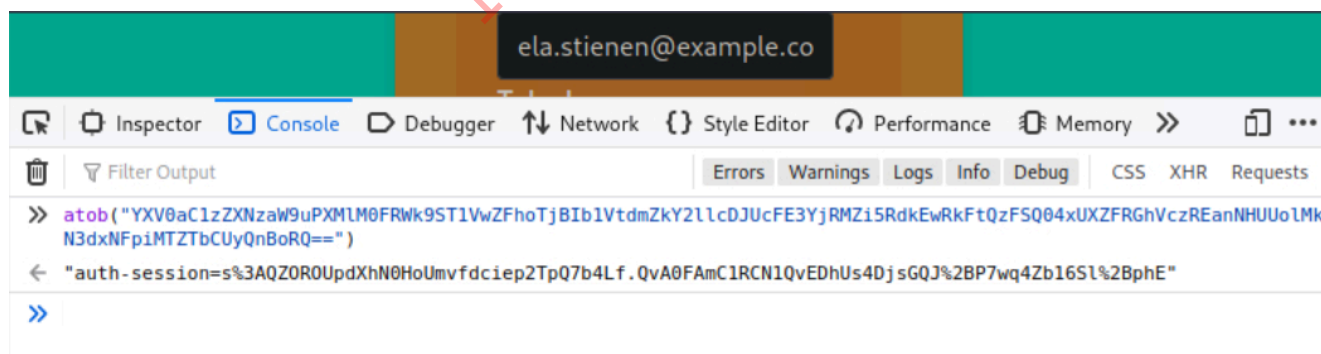 ela.stienen@example.co
Inspector Console Debugger Network Style Editor Performance Memory
Filter Output Errors Warnings Logs Info Debug CSS XHR Requests
atob("YXV0aC1zZXNzaW9uPXMlM0FRWk9ST1VwZFhoTjBIb1VtdmZkY2llcDJUcFE3YjRMZi5RdkEwRkFtQzFSQ04xUXZFRGhVczREanNHUUolMk
N3dxNFpiMTZTbCUyQnBoRQ==")
"auth-session=s%3AQZOROUpdXhN0HoUmvfdciep2TpQ7b4Lf.QvA0FAmC1RCN1QvEDhUs4DjsGQJ%2BP7wq4Zb16Sl%2BphE"